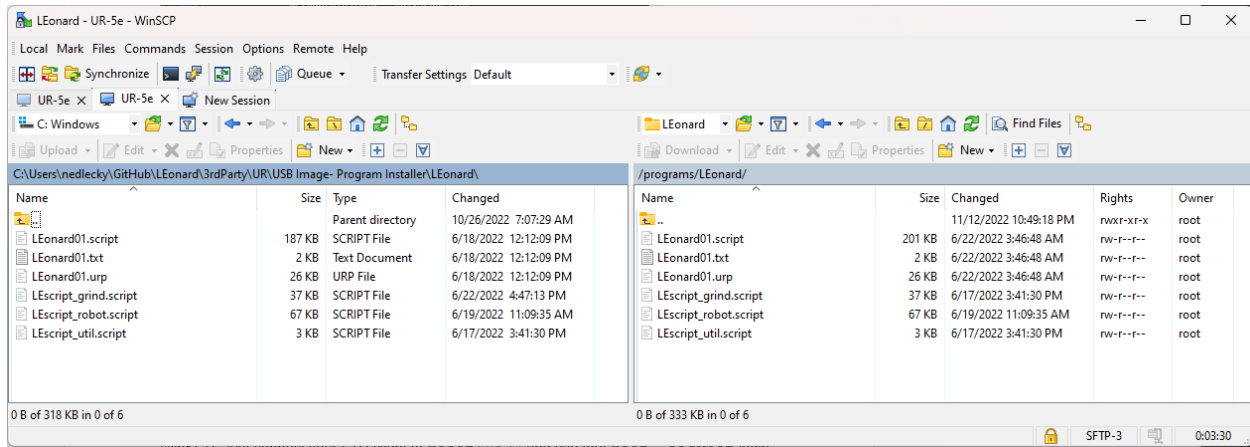 LEonard - UR-5e - WinSCP
Local Mark Files Commands Session Options Remote Help
Synchronize Queue Transfer Settings Default
UR-5e UR-5e New Session
C: Windows LEonard Find Files
Upload Edit Properties New Download Edit Properties New
C:\Users\nedlecky\GitHub\LEonard\3rdParty\UR\USB Image- Program Installer\LEonard\ /programs/LEonard/
Name Size Type Changed Name Size Changed Rights Owner
.. Parent directory 10/26/2022 7:07:29 AM .. 11/12/2022 10:49:18 PM rwxr-xr-x root
LEonard01.script 187 KB SCRIPT File 6/18/2022 12:12:09 PM LEonard01.script 201 KB 6/22/2022 3:46:48 AM rw-r--r-- root
LEonard01.txt 2 KB Text Document 6/18/2022 12:12:09 PM LEonard01.txt 2 KB 6/22/2022 3:46:48 AM rw-r--r-- root
LEonard01.urp 26 KB URP File 6/18/2022 12:12:09 PM LEonard01.urp 26 KB 6/22/2022 3:46:48 AM rw-r--r-- root
LEscript_grind.script 37 KB SCRIPT File 6/22/2022 4:47:13 PM LEscript_grind.script 37 KB 6/17/2022 3:41:30 PM rw-r--r-- root
LEscript_robot.script 67 KB SCRIPT File 6/19/2022 11:09:35 AM LEscript_robot.script 67 KB 6/19/2022 11:09:35 AM rw-r--r-- root
LEscript_util.script 3 KB SCRIPT File 6/17/2022 3:41:30 PM LEscript_util.script 3 KB 6/17/2022 3:41:30 PM rw-r--r-- root
0 B of 318 KB in 0 of 6 0 B of 333 KB in 0 of 6
SFTP-3 0:03:30